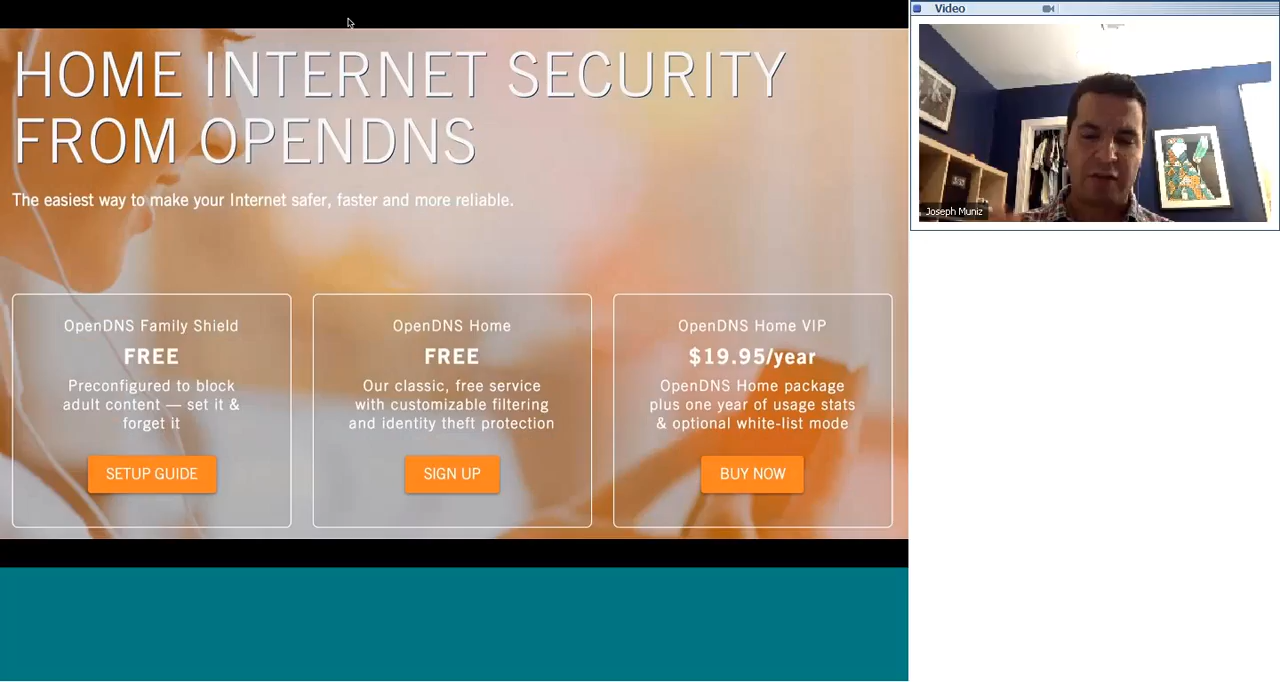 HOME INTERNET SECURITY
FROM OPENDNS
The easiest way to make your Internet safer, faster and more reliable.
OpenDNS Family Shield
FREE
Preconfigured to block
adult content — set it &
forget it
SETUP GUIDE
OpenDNS Home
FREE
Our classic, free service
with customizable filtering
and identity theft protection
SIGN UP
OpenDNS Home VIP
$19.95/year
OpenDNS Home package
plus one year of usage stats
& optional white-list mode
BUY NOW
Video
Joseph Muniz